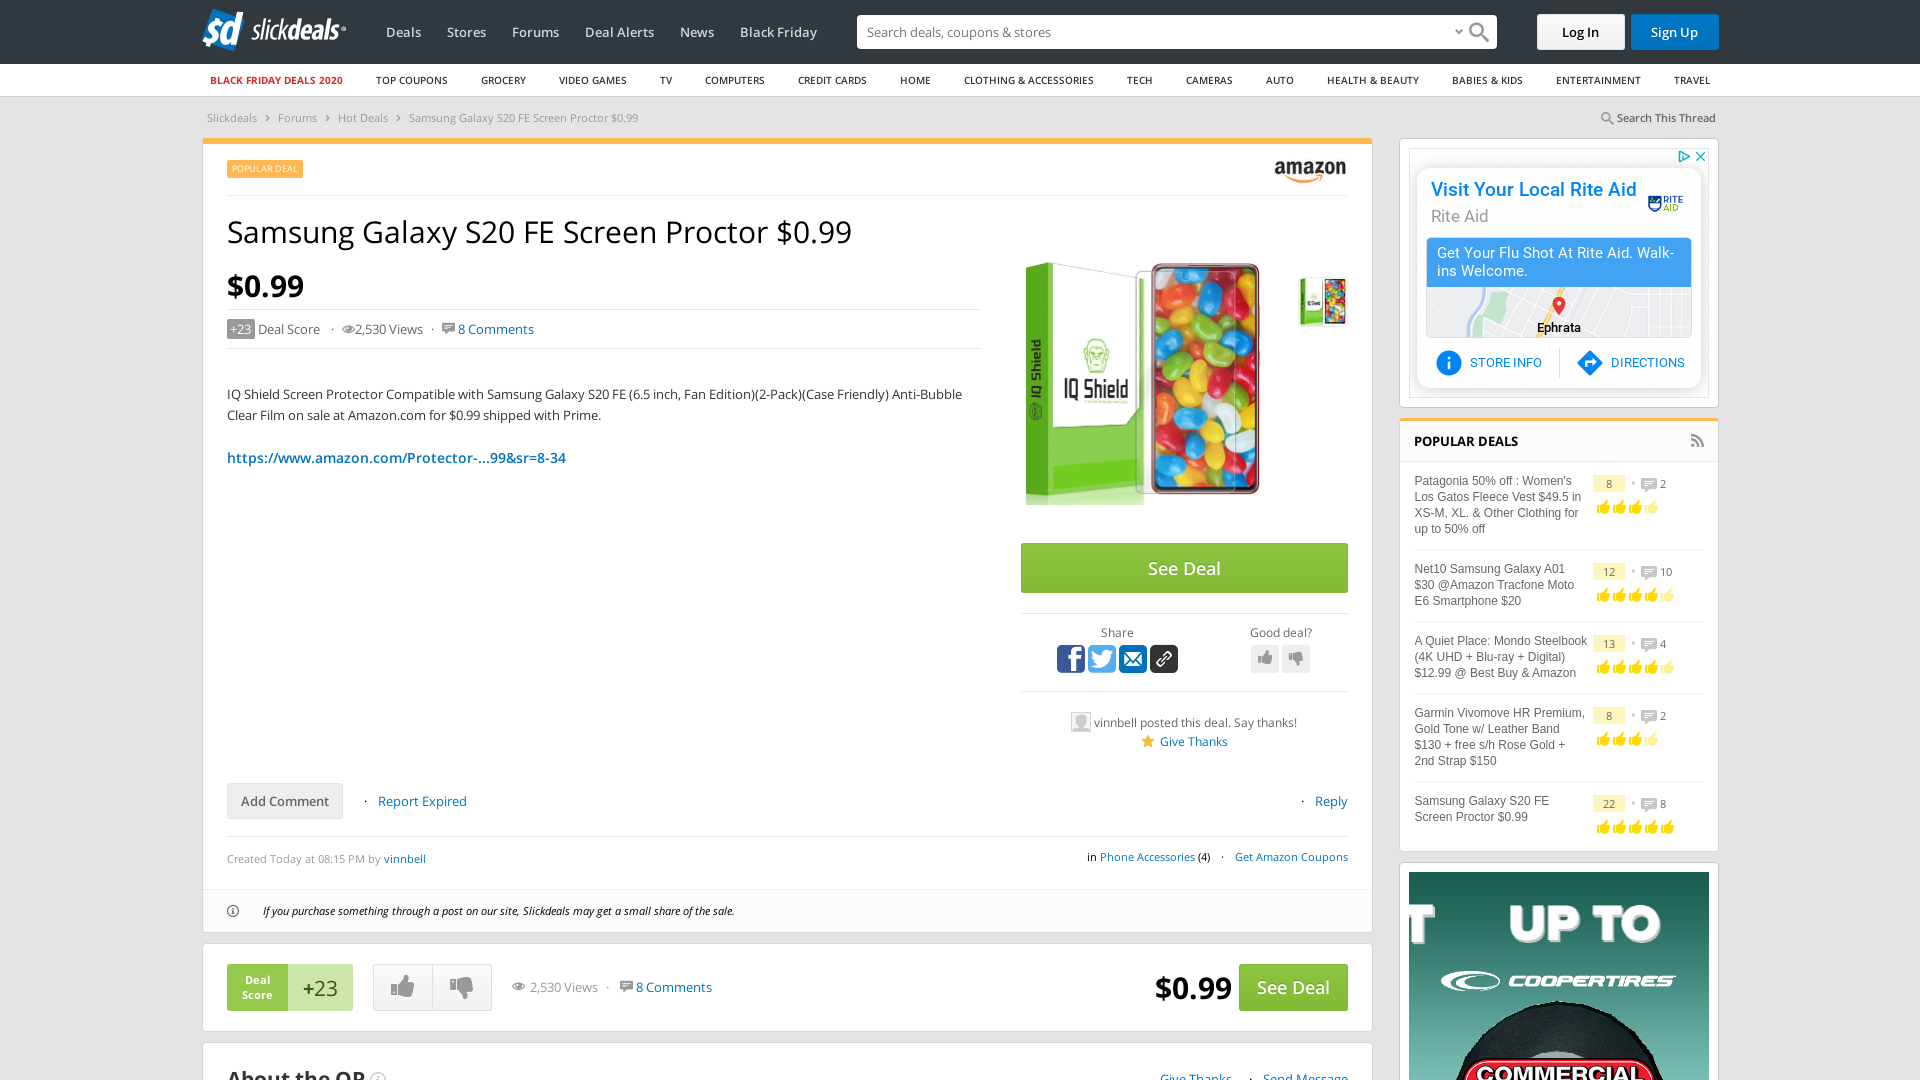 sd slickdeals
Deals
Stores
Forums
Deal Alerts
News
Black Friday
Search deals, coupons & shopping
Log In
Sign Up
BLACK FRIDAY DEALS 2020
TOP COUPONS
GROCERY
VIDEO GAMES
TV
COMPUTERS
CREDIT CARDS
HOME
CLOTHING & ACCESSORIES
TECH
CAMERAS
AUTO
HEALTH & BEAUTY
BABIES & KIDS
ENTERTAINMENT
TRAVEL
Slickdeals › Forums › Hot Deals › Samsung Galaxy S20 FE Screen Proctor $0.99
Search This Thread
POPULAR DEAL
amazon
Samsung Galaxy S20 FE Screen Proctor $0.99
$0.99
+23 Deal Score · 2,530 Views · 8 Comments
IQ Shield Screen Protector Compatible with Samsung Galaxy S20 FE (6.5 inch, Fan Edition)(2-Pack)(Case Friendly) Anti-Bubble
Clear Film on sale at Amazon.com for $0.99 shipped with Prime.
https://www.amazon.com/Protector-...99&sr=8-34
IQ Shield
IQ Shield
See Deal
Share
Good deal?
vinnbell posted this deal. Say thanks!
Give Thanks
Add Comment · Report Expired
· Reply
Created Today at 08:15 PM by vinnbell
in Phone Accessories (4) · Get Amazon Coupons
If you purchase something through a post on our site, Slickdeals may get a small share of the sale.
Deal
Score
+23
2,530 Views · 8 Comments
$0.99
See Deal
About the OP
Give Thanks · Send Message
Visit Your Local Rite Aid
Rite Aid
RITE
AID
Get Your Flu Shot At Rite Aid. Walk-
ins Welcome.
Ephrata
STORE INFO
DIRECTIONS
POPULAR DEALS
Patagonia 50% off : Women's
Los Gatos Fleece Vest $49.5 in
XS-M, XL. & Other Clothing for
up to 50% off
8 · 2
Net10 Samsung Galaxy A01
$30 @Amazon Tracfone Moto
E6 Smartphone $20
12 · 10
A Quiet Place: Mondo Steelbook
(4K UHD + Blu-ray + Digital)
$12.99 @ Best Buy & Amazon
13 · 4
Garmin Vivomove HR Premium,
Gold Tone w/ Leather Band
$130 + free s/h Rose Gold +
2nd Strap $150
8 · 2
Samsung Galaxy S20 FE
Screen Proctor $0.99
22 · 8
T UP TO
COOPERTIRES
COMMERCIAL